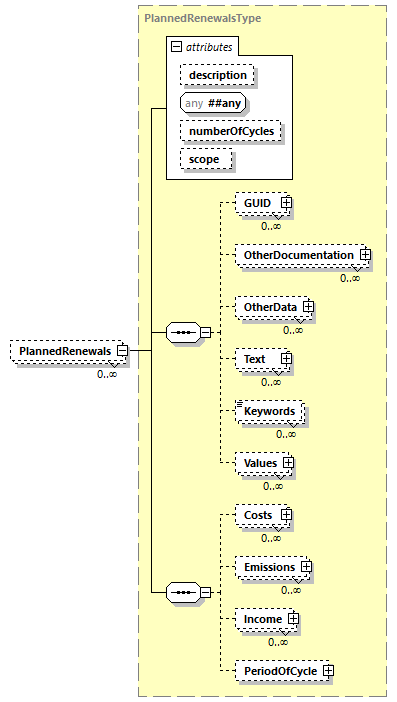 PlannedRenewalsType
attributes
description
any ##any
numberOfCycles
scope
GUID
0..∞
OtherDocumentation
0..∞
OtherData
0..∞
PlannedRenewals
0..∞
Text
0..∞
Keywords
0..∞
Values
0..∞
Costs
0..∞
Emissions
0..∞
Income
0..∞
PeriodOfCycle